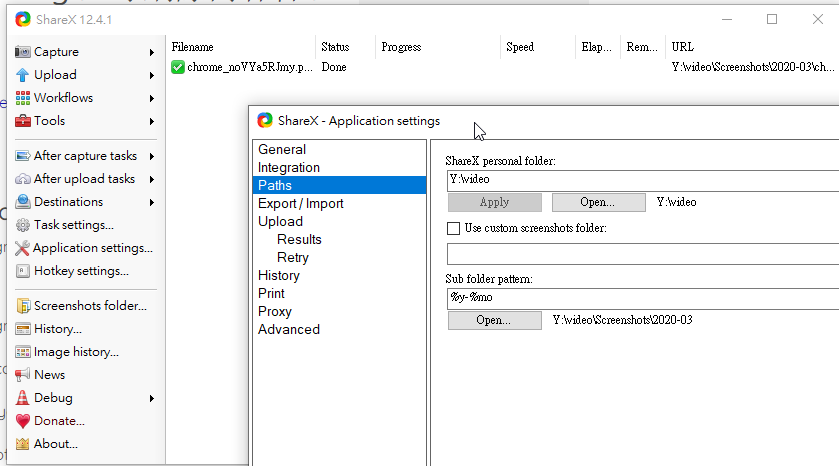 ShareX 12.4.1
Capture
Upload
Workflows
Tools
After capture tasks
After upload tasks
Destinations
Task settings...
Application settings...
Hotkey settings...
Screenshots folder...
History...
Image history...
News
Debug
Donate...
About...
Filename Status Progress Speed Elap... Rem... URL
chrome_noVYa5RJmy.p... Done Y:\video\Screenshots\2020-03\ch...
ShareX - Application settings
General
Integration
Paths
Export / Import
Upload
Results
Retry
History
Print
Proxy
Advanced
ShareX personal folder:
Y:\video
Apply Open... Y:\video
Use custom screenshots folder:
Sub folder pattern:
%y-%mo
Open... Y:\video\Screenshots\2020-03